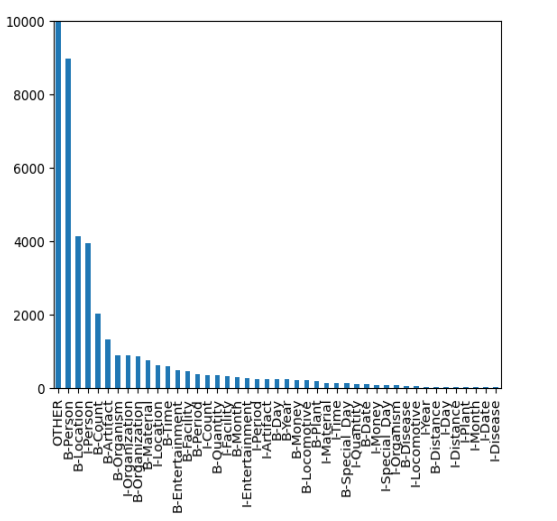 10000
8000
6000
4000
2000
0
OTHER
B-Person
B-Location
I-Person
B-Count
B-Artifact
B-Organism
I-Organization
B-Organization
B-Material
I-Location
B-Time
B-Entertainment
B-Facility
B-Period
I-Count
B-Quantity
I-Facility
B-Month
I-Entertainment
I-Period
I-Artifact
B-Day
B-Year
B-Money
B-Locomotive
B-Plant
I-Material
I-Time
B-Special_Day
I-Quantity
B-Date
I-Money
I-Special_Day
I-Organism
B-Disease
I-Locomotive
I-Year
B-Distance
I-Day
I-Distance
I-Plant
I-Month
I-Date
I-Disease